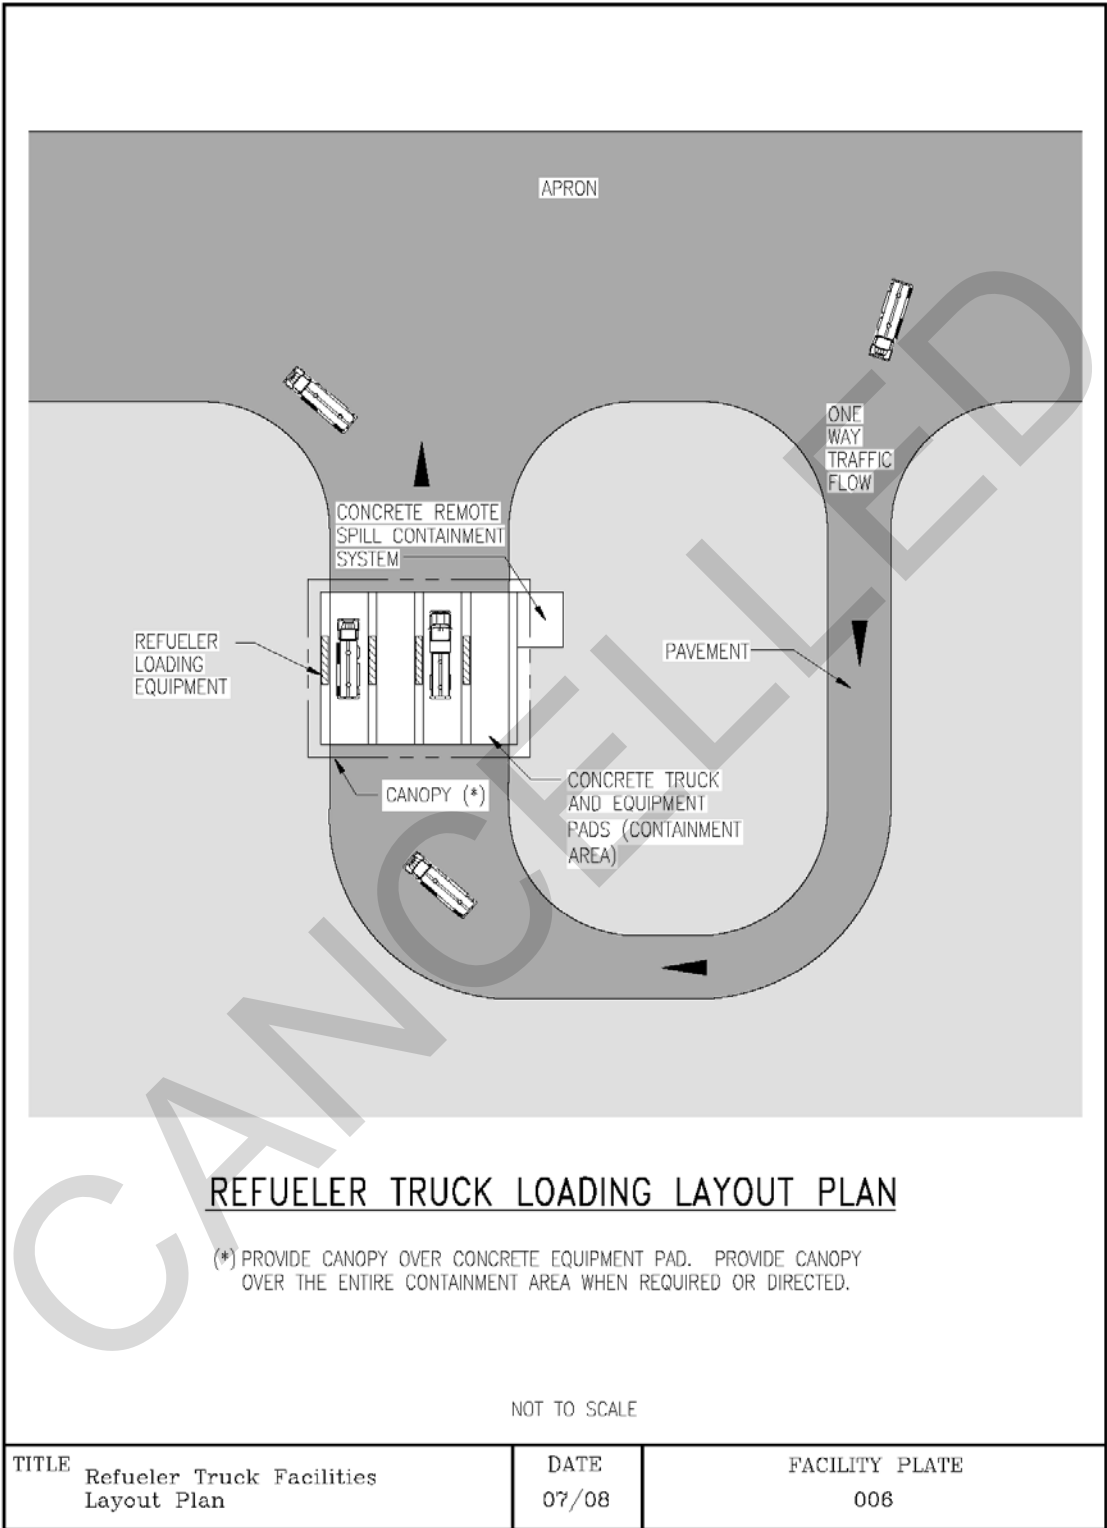 APRON
ONE
WAY
TRAFFIC
FLOW
CONCRETE REMOTE
SPILL CONTAINMENT
SYSTEM
REFUELER
LOADING
EQUIPMENT
PAVEMENT
CANOPY (*)
CONCRETE TRUCK
AND EQUIPMENT
PADS (CONTAINMENT
AREA)
CANCELLED
REFUELER TRUCK LOADING LAYOUT PLAN
(*) PROVIDE CANOPY OVER CONCRETE EQUIPMENT PAD. PROVIDE CANOPY
OVER THE ENTIRE CONTAINMENT AREA WHEN REQUIRED OR DIRECTED.
NOT TO SCALE
TITLE Refueler Truck Facilities
Layout Plan
DATE
07/08
FACILITY PLATE
006